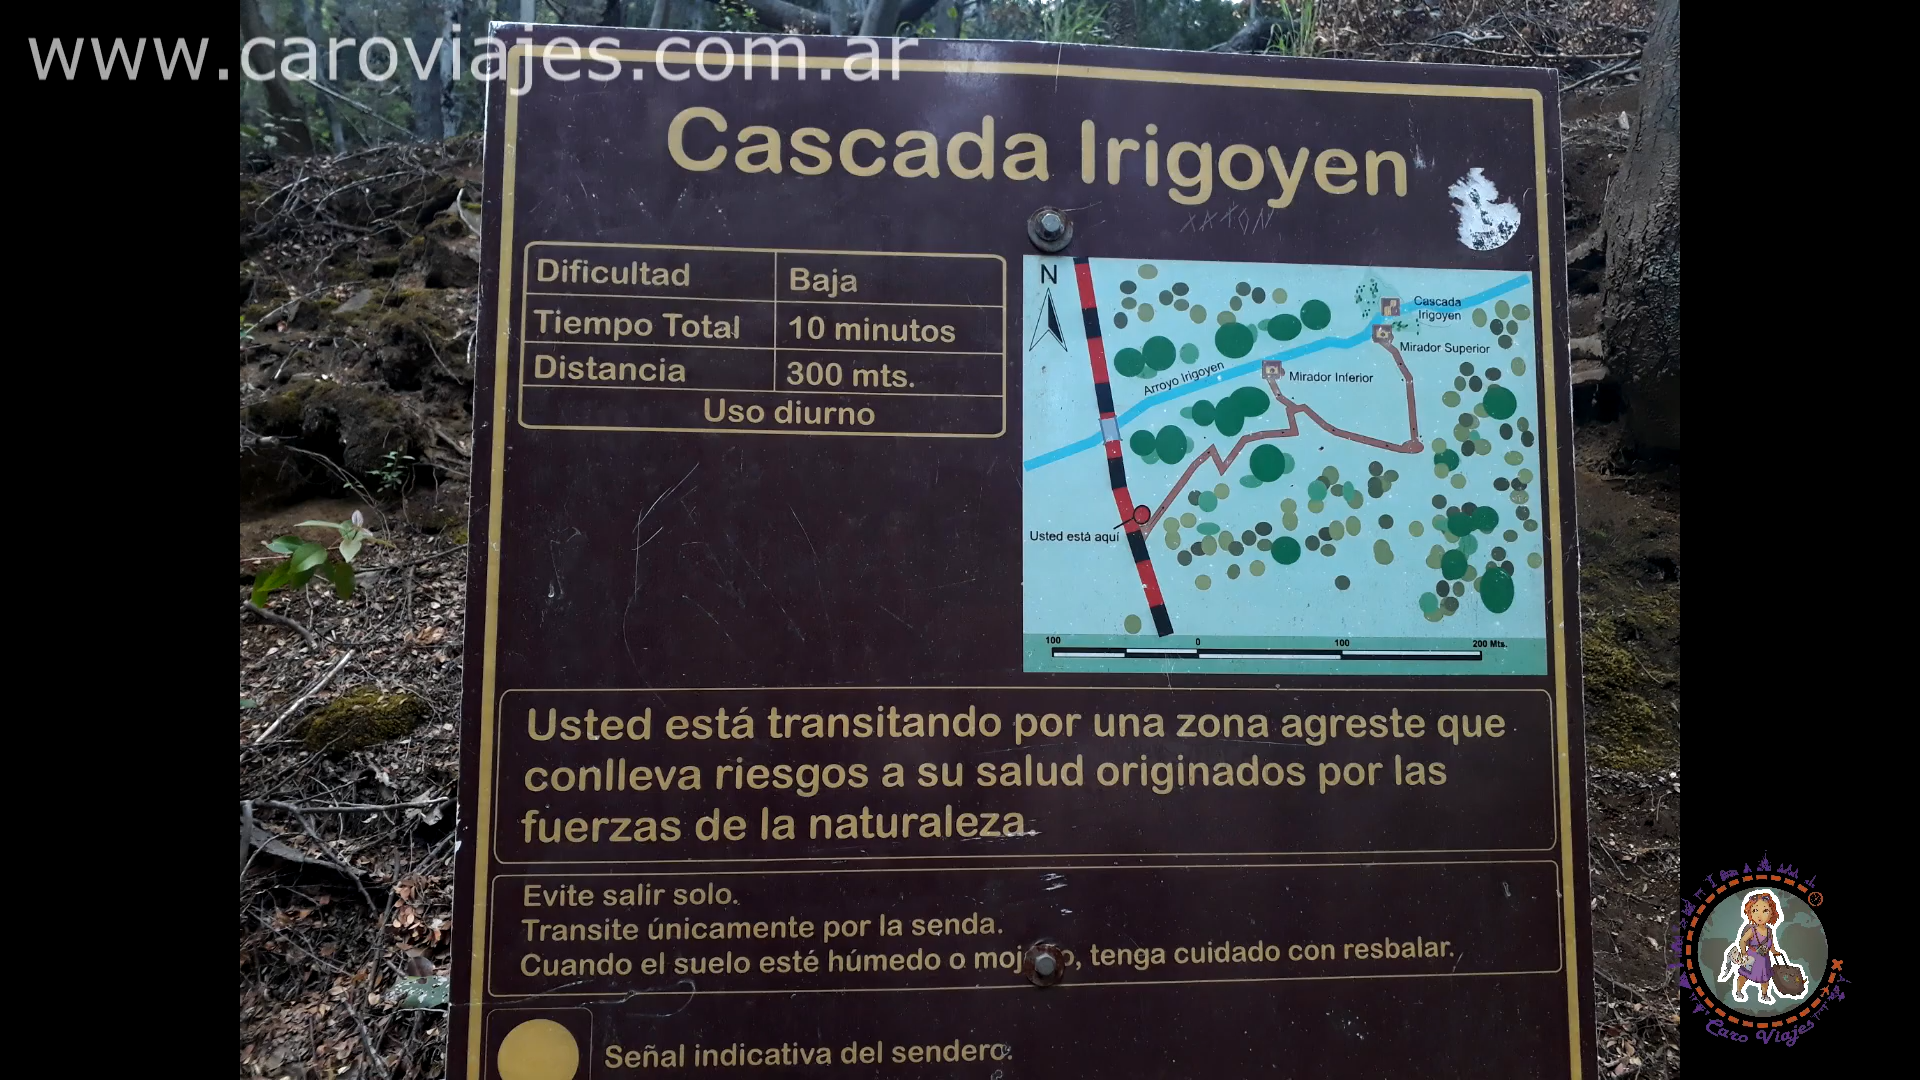 www.caroviajes.com.ar
Cascada Irigoyen
Dificultad Baja
Tiempo Total 10 minutos
Distancia 300 mts.
Uso diurno
N
Cascada
Irigoyen
Mirador Superior
Arroyo Irigoyen
Mirador Inferior
Usted está aquí
100 0 100 200 Mts.
Usted está transitando por una zona agreste que
conlleva riesgos a su salud originados por las
fuerzas de la naturaleza.
Evite salir solo.
Transite únicamente por la senda.
Cuando el suelo esté húmedo o moj o, tenga cuidado con resbalar.
Señal indicativa del sendero.
Caro Viajes